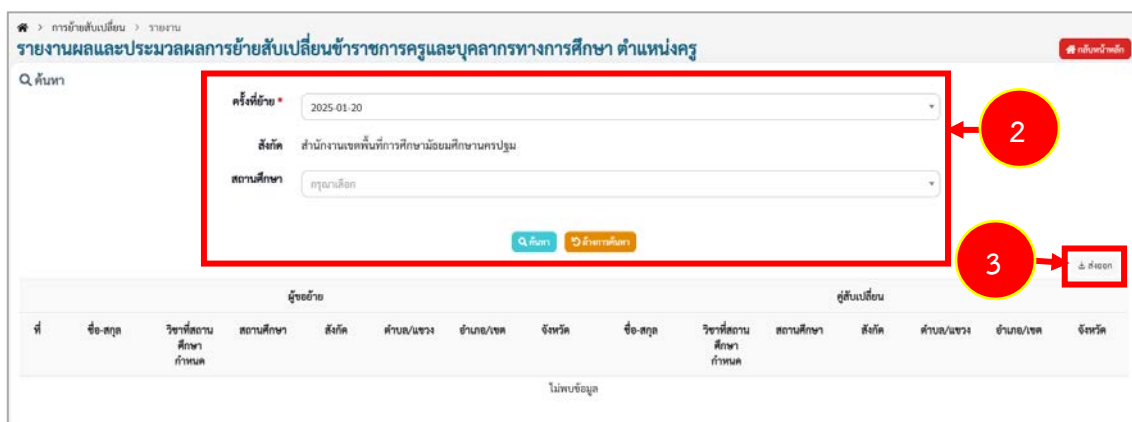 การย้ายสับเปลี่ยน > รายงาน
รายงานผลและประมวลผลการย้ายสับเปลี่ยนข้าราชการครูและบุคลากรทางการศึกษา ตำแหน่งครู
กลับหน้าหลัก
ค้นหา
ครั้งที่ย้าย *
2025-01-20
2
สังกัด
สำนักงานเขตพื้นที่การศึกษามัธยมศึกษานครปฐม
สถานศึกษา
กรุณาเลือก
ค้นหา
ล้างการค้นหา
3
ส่งออก
ผู้ขอย้าย
คู่สับเปลี่ยน
ที่ ชื่อ-สกุล วิชาที่สถานศึกษากำหนด สถานศึกษา สังกัด ตำบล/แขวง อำเภอ/เขต จังหวัด ชื่อ-สกุล วิชาที่สถานศึกษากำหนด สถานศึกษา สังกัด ตำบล/แขวง อำเภอ/เขต จังหวัด
ไม่พบข้อมูล